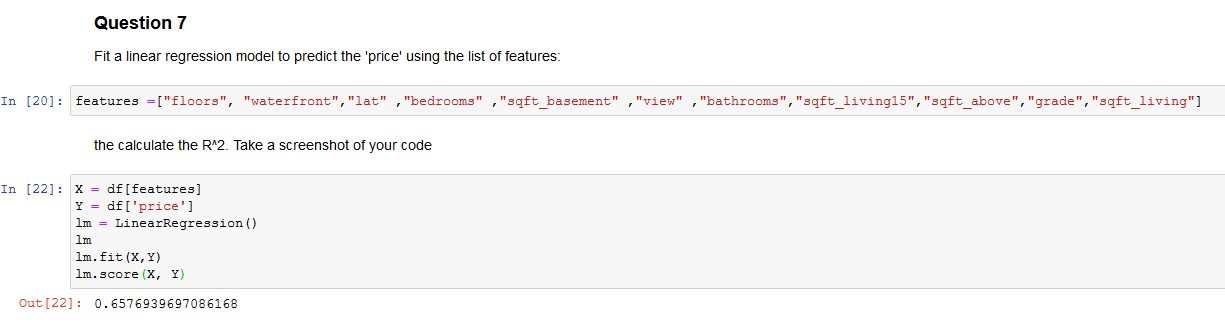 Question 7
Fit a linear regression model to predict the 'price' using the list of features:
In [20]: features =["floors", "waterfront","lat" ,"bedrooms" ,"sqft_basement" ,"view" ,"bathrooms","sqft_living15","sqft_above","grade","sqft_living"]
the calculate the R^2. Take a screenshot of your code
In [22]: X = df[features]
Y = df['price']
lm = LinearRegression()
lm
lm.fit(X,Y)
lm.score(X, Y)
Out[22]: 0.6576939697086168